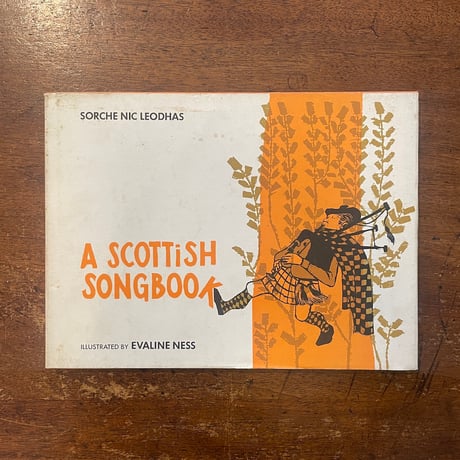 SORCHE NIC LEODHAS
A SCOTTiSH
SONGBOOK
ILLUSTRATED BY EVALINE NESS